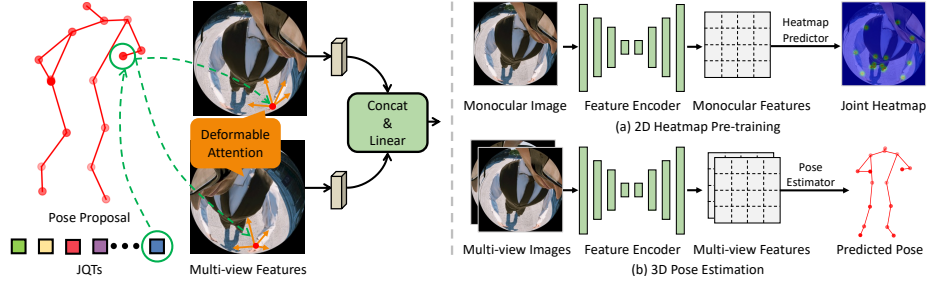 Pose Proposal
JQTs
Deformable
Attention
Multi-view Features
Concat
&
Linear
Heatmap
Predictor
Monocular Image
Feature Encoder
Monocular Features
Joint Heatmap
(a) 2D Heatmap Pre-training
Pose
Estimator
Multi-view Images
Feature Encoder
Multi-view Features
Predicted Pose
(b) 3D Pose Estimation